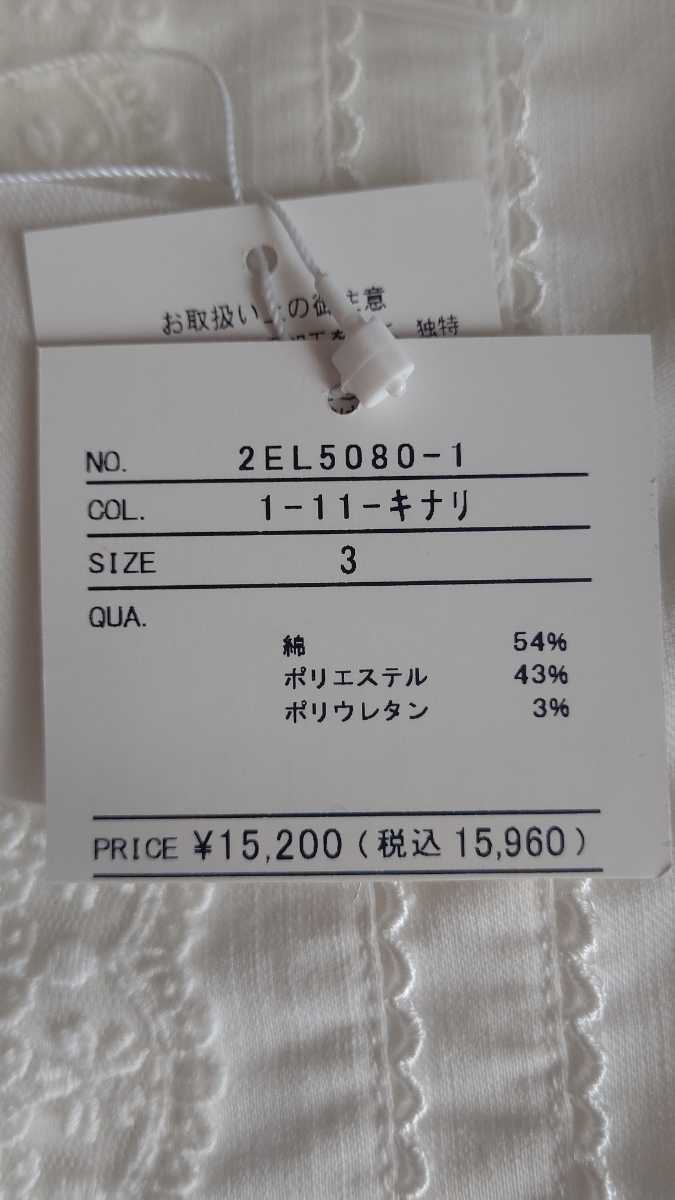 お取扱い上の御注意
独特
NO. 2EL5080-1
COL. 1-11-キナリ
SIZE 3
QUA.
綿 54%
ポリエステル 43%
ポリウレタン 3%
PRICE ¥15,200(税込 15,960)